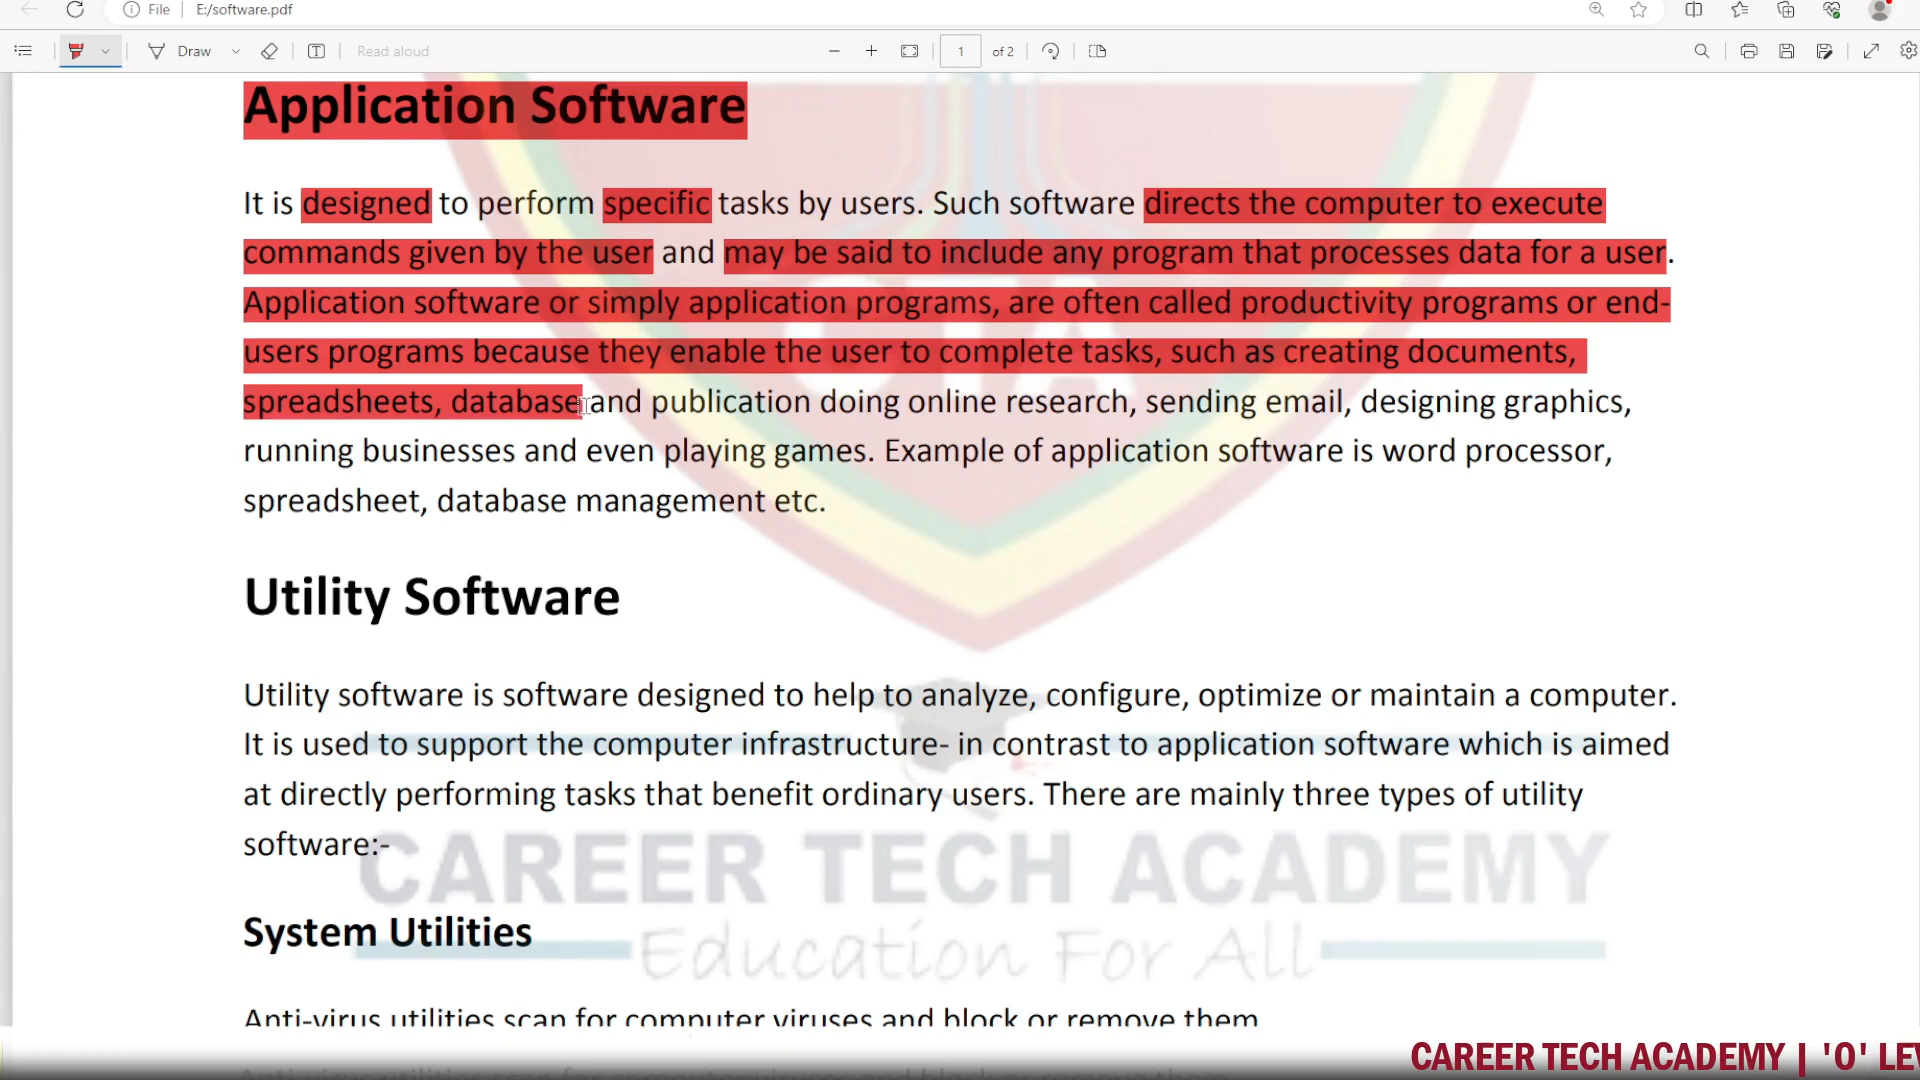 File
E:/software.pdf
Draw
Read aloud
1
of 2
Application Software
It is designed to perform specific tasks by users. Such software directs the computer to execute
commands given by the user and may be said to include any program that processes data for a user.
Application software or simply application programs, are often called productivity programs or end-
users programs because they enable the user to complete tasks, such as creating documents,
spreadsheets, database and publication doing online research, sending email, designing graphics,
running businesses and even playing games. Example of application software is word processor,
spreadsheet, database management etc.
Utility Software
Utility software is software designed to help to analyze, configure, optimize or maintain a computer.
It is used to support the computer infrastructure- in contrast to application software which is aimed
at directly performing tasks that benefit ordinary users. There are mainly three types of utility
software:-
CAREER TECH ACADEMY
System Utilities
Education For All
Anti-virus utilities scan for computer viruses and block or remove them
CTA
CAREER TECH ACADEMY | 'O' LEV